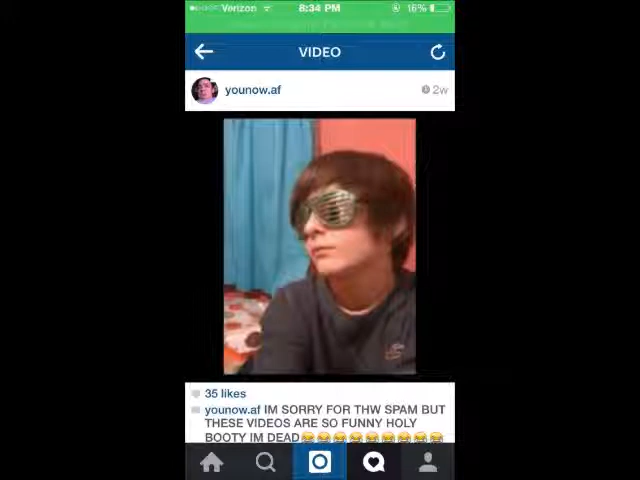 Verizon 8:34 PM 16%
VIDEO
younow.af 2w
35 likes
younow.af IM SORRY FOR THW SPAM BUT
THESE VIDEOS ARE SO FUNNY HOLY
BOOTY IM DEAD😂😂😂😂😂😂😂😂😂